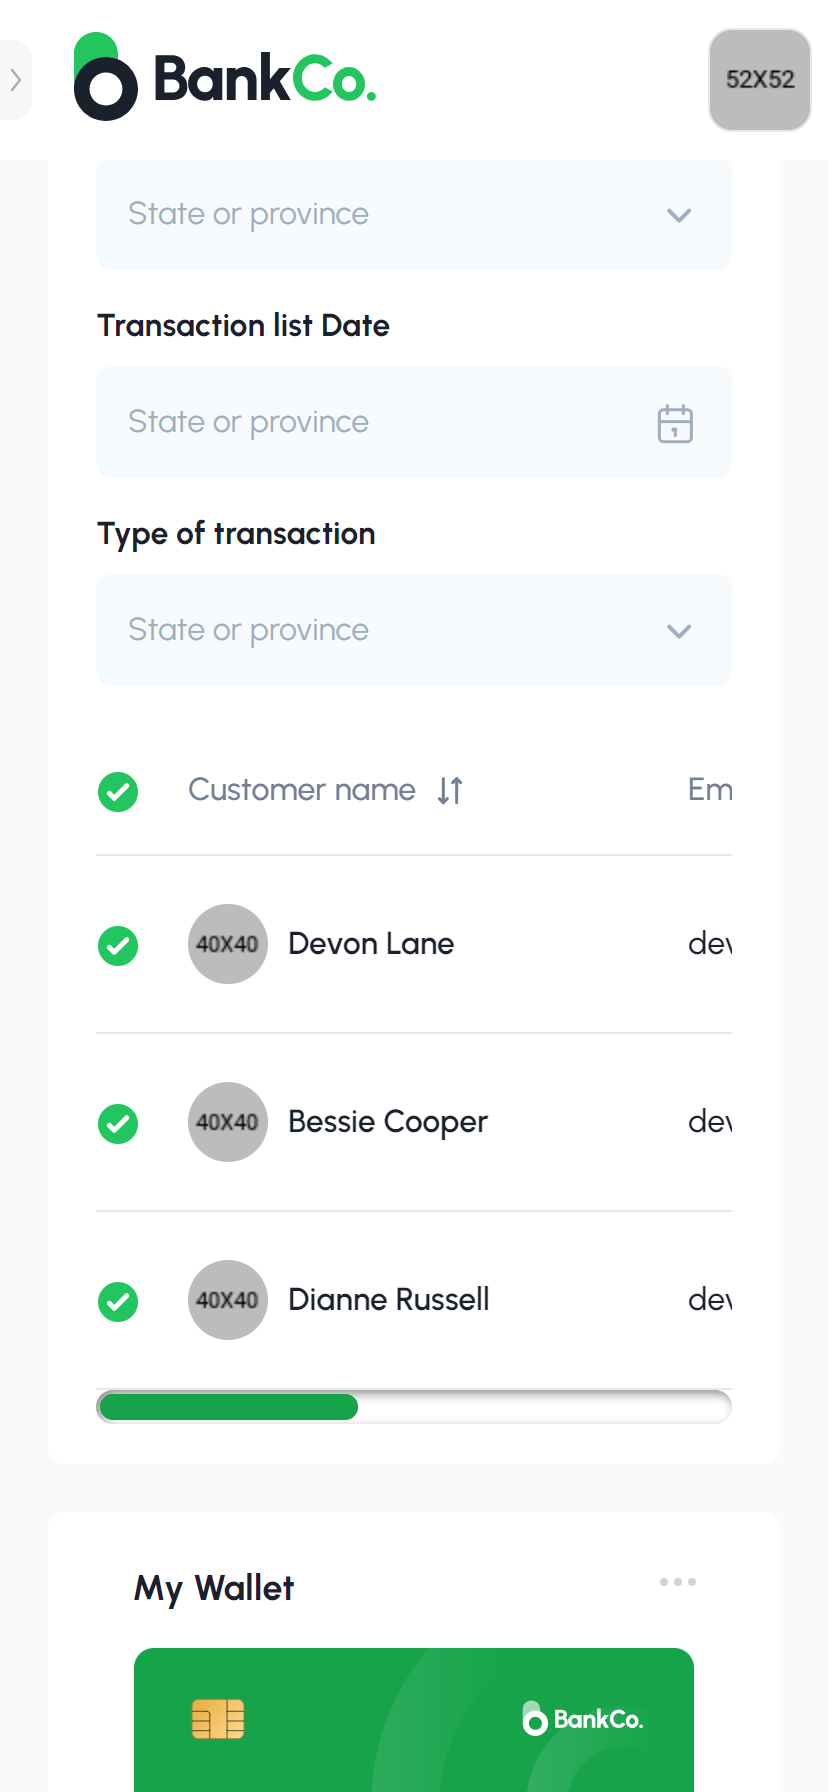 BankCo.
52X52
State or province
Transaction list Date
State or province
Type of transaction
State or province
Customer name Em
40X40 Devon Lane dev
40X40 Bessie Cooper dev
40X40 Dianne Russell dev
My Wallet
BankCo.